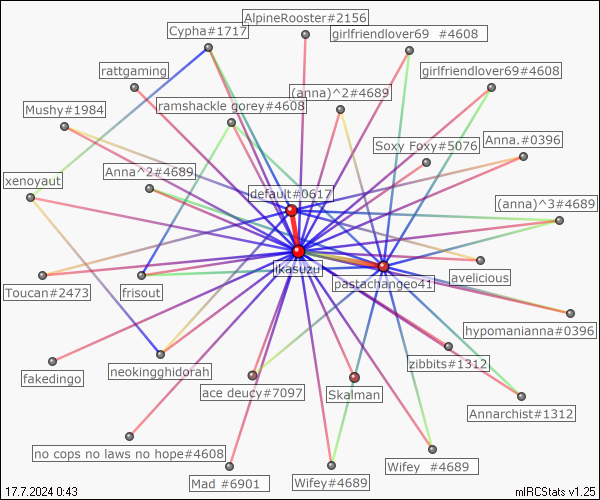 AlpineRooster#2156
Cypha#1717
girlfriendlover69 #4608
rattgaming
girlfriendlover69#4608
(anna)^2#4689
Mushy#1984
ramshackle gorey#4608
Anna.#0396
Soxy Foxy#5076
Anna^2#4689
xenoyaut
default#0617
(anna)^3#4689
ikasuzu
pastachangeo41
avelicious
Toucan#2473
frisout
hypomanianna#0396
zibbits#1312
fakedingo
neokingghidorah
ace deucy#7097
Skalman
Annarchist#1312
no cops no laws no hope#4608
Mad #6901
Wifey#4689
Wifey #4689
17.7.2024 0:43
mIRCStats v1.25